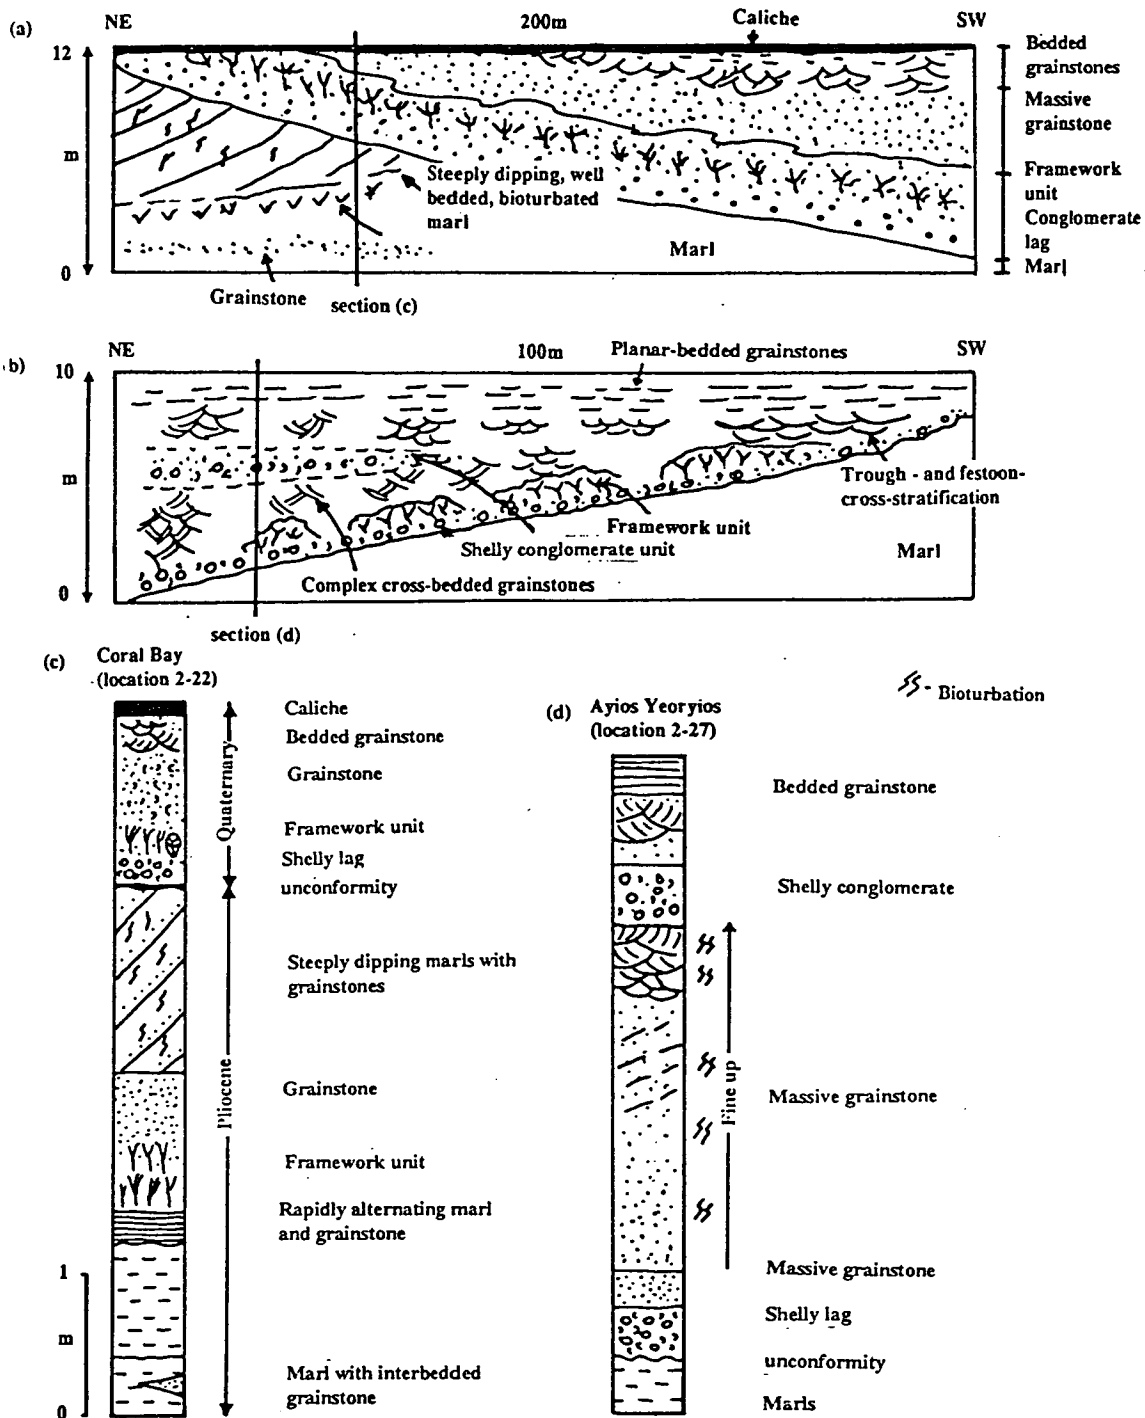 (a)
NE
200m
Caliche
SW
12
m
0
Bedded
grainstones
Massive
grainstone
Framework
unit
Conglomerate
lag
Marl
Steeply dipping, well
bedded, bioturbated
marl
Marl
Grainstone
section (c)
b)
NE
100m
Planar-bedded grainstones
SW
10
m
0
Trough - and festoon-
cross-stratification
Framework unit
Shelly conglomerate unit
Marl
Complex cross-bedded grainstones
section (d)
(c)
Coral Bay
(location 2-22)
Caliche
Bedded grainstone
Grainstone
Framework unit
Shelly lag
unconformity
Steeply dipping marls with
grainstones
Grainstone
Framework unit
Rapidly alternating marl
and grainstone
Marl with interbedded
grainstone
Quaternary
Pliocene
1
m
0
- Bioturbation
(d)
Ayios Yeoryios
(location 2-27)
Bedded grainstone
Shelly conglomerate
Massive grainstone
Fine up
Massive grainstone
Shelly lag
unconformity
Marls